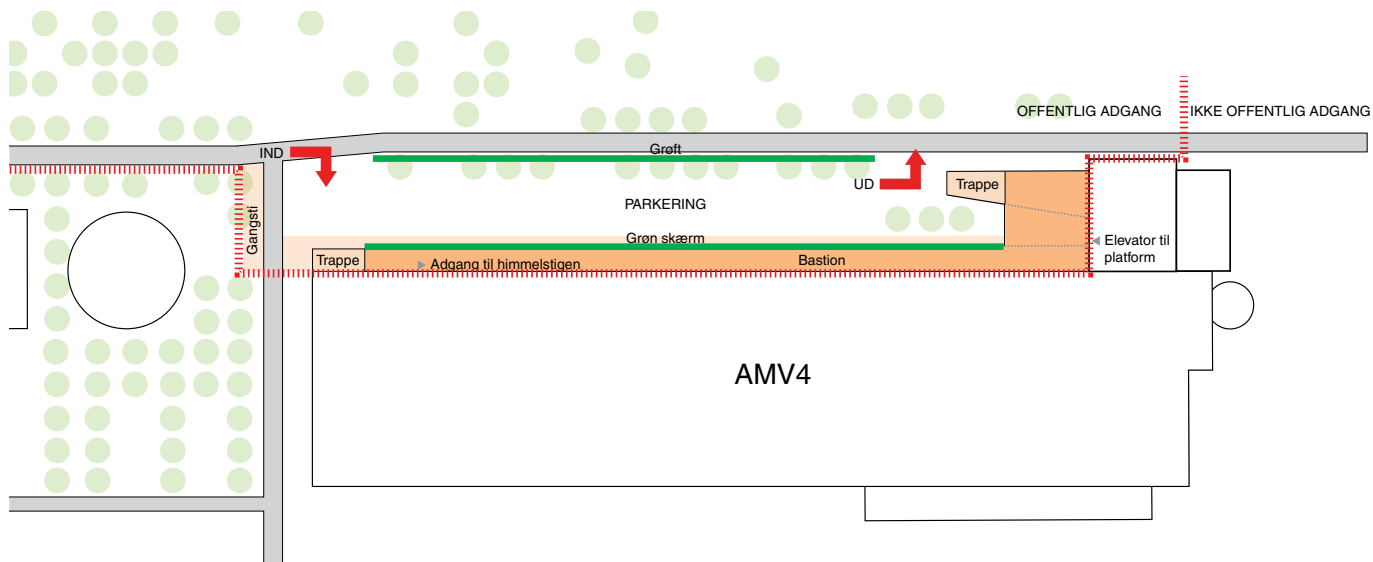 OFFENTLIG ADGANG
IKKE OFFENTLIG ADGANG
IND
Grøft
UD
Trappe
PARKERING
Gangsti
Grøn skærm
Elevator til
platform
Trappe
Adgang til himmelstigen
Bastion
AMV4